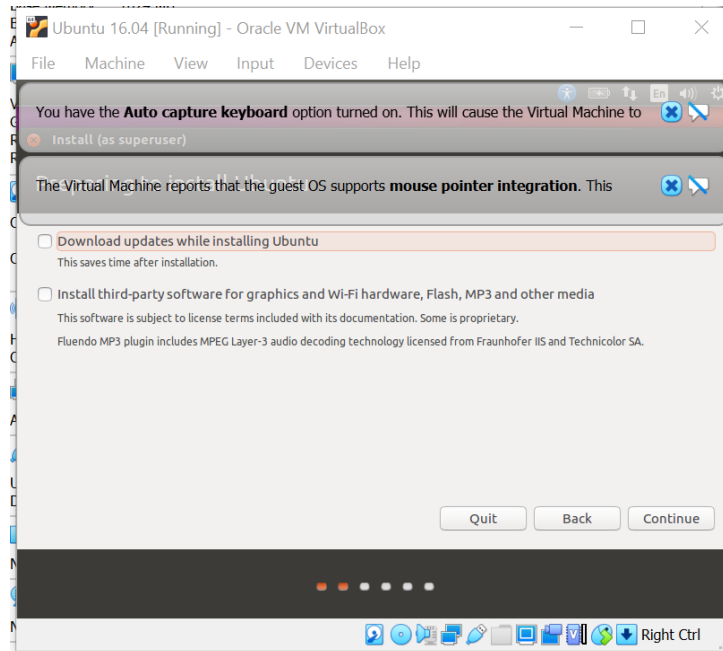 Ubuntu 16.04 [Running] - Oracle VM VirtualBox
File Machine View Input Devices Help
En
You have the Auto capture keyboard option turned on. This will cause the Virtual Machine to
Install (as superuser)
Preparing to install Ubuntu
The Virtual Machine reports that the guest OS supports mouse pointer integration. This
Download updates while installing Ubuntu
This saves time after installation.
Install third-party software for graphics and Wi-Fi hardware, Flash, MP3 and other media
This software is subject to license terms included with its documentation. Some is proprietary.
Fluendo MP3 plugin includes MPEG Layer-3 audio decoding technology licensed from Fraunhofer IIS and Technicolor SA.
Quit Back Continue
Right Ctrl